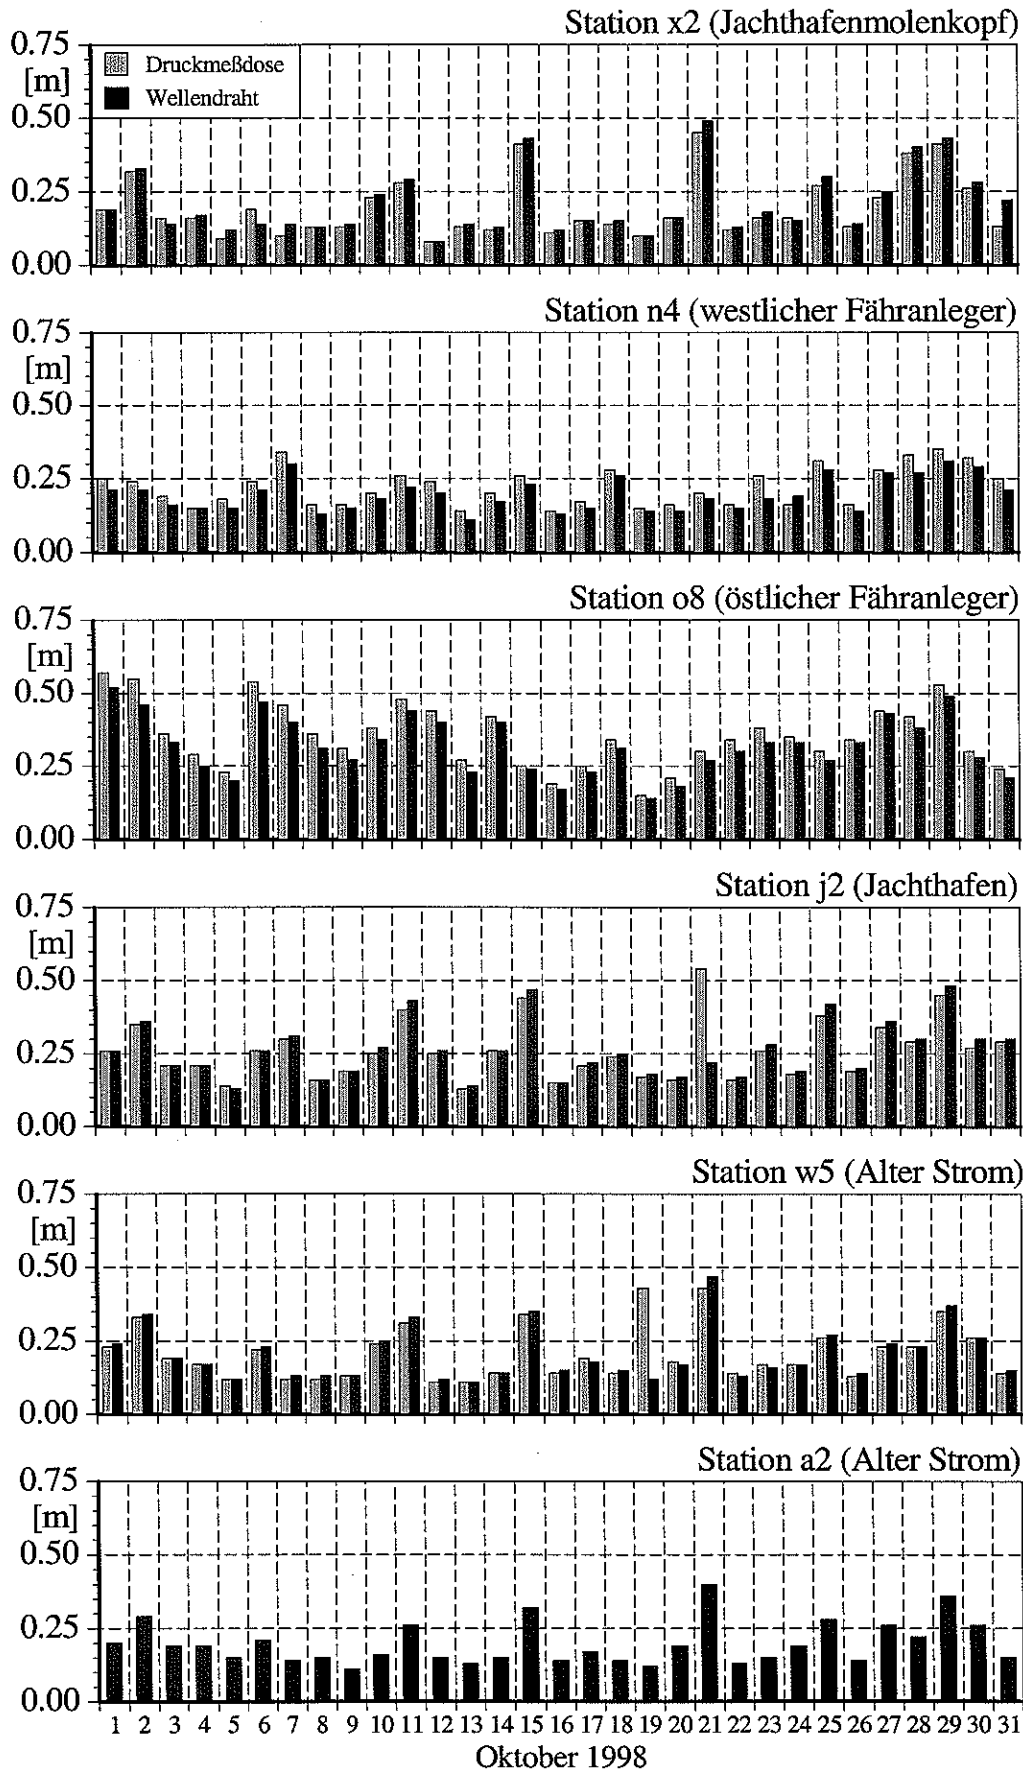 Station x2 (Jachthafenmolenkopf)
0.75
[m]
0.50
0.25
0.00
Druckmeßdose
Wellendraht
Station n4 (westlicher Fähranleger)
0.75
[m]
0.50
0.25
0.00
Station o8 (östlicher Fähranleger)
0.75
[m]
0.50
0.25
0.00
Station j2 (Jachthafen)
0.75
[m]
0.50
0.25
0.00
Station w5 (Alter Strom)
0.75
[m]
0.50
0.25
0.00
Station a2 (Alter Strom)
0.75
[m]
0.50
0.25
0.00
1 2 3 4 5 6 7 8 9 10 11 12 13 14 15 16 17 18 19 20 21 22 23 24 25 26 27 28 29 30 31
Oktober 1998